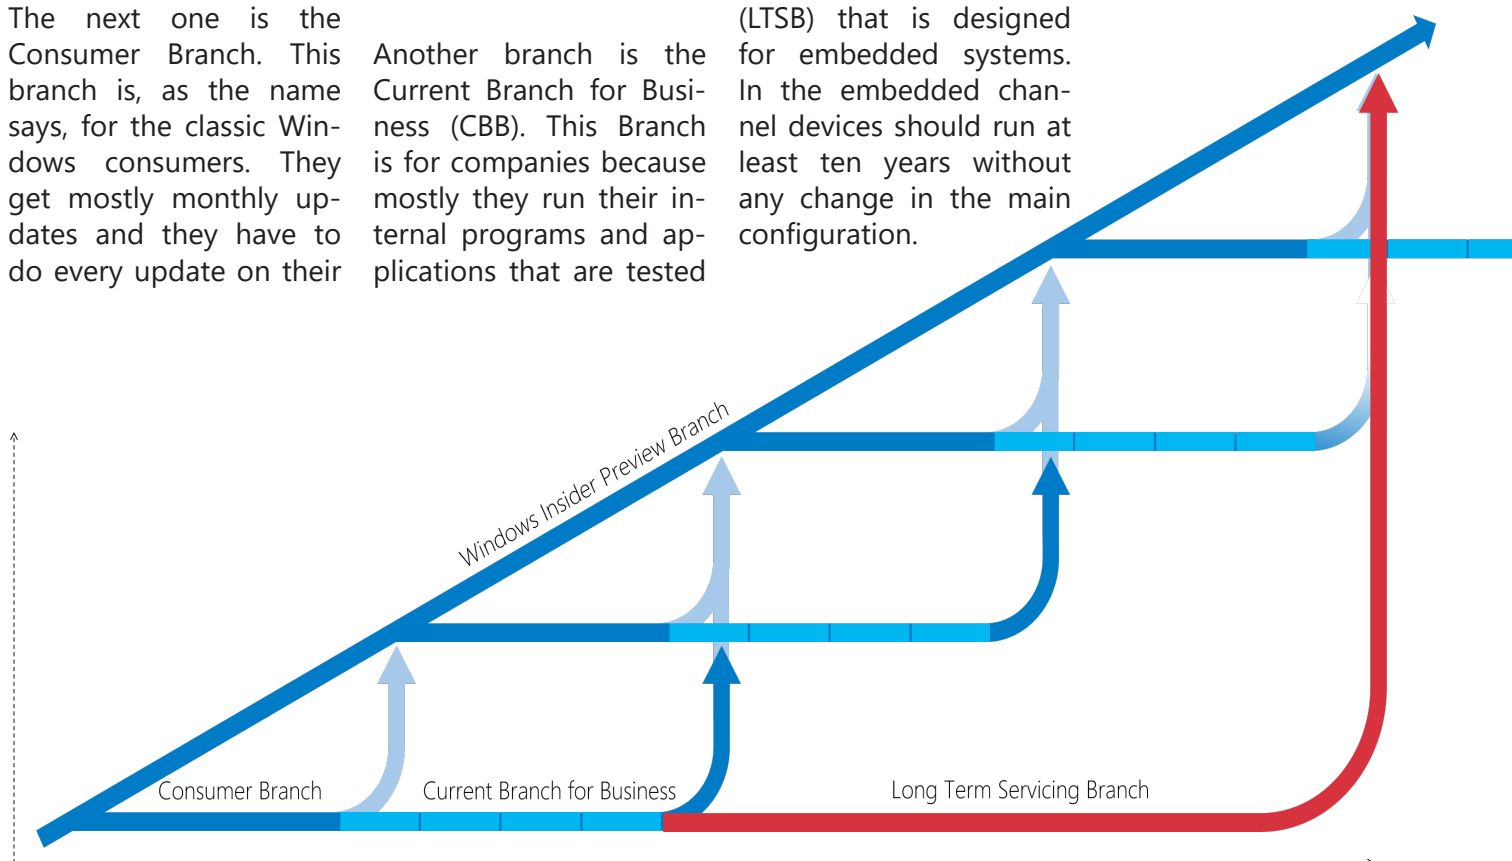 The next one is the
Consumer Branch. This
branch is, as the name
says, for the classic Win-
dows consumers. They
get mostly monthly up-
dates and they have to
do every update on their
Another branch is the
Current Branch for Busi-
ness (CBB). This Branch
is for companies because
mostly they run their in-
ternal programs and ap-
plications that are tested
(LTSB) that is designed
for embedded systems.
In the embedded chan-
nel devices should run at
least ten years without
any change in the main
configuration.
Windows Insider Preview Branch
Consumer Branch
Current Branch for Business
Long Term Servicing Branch